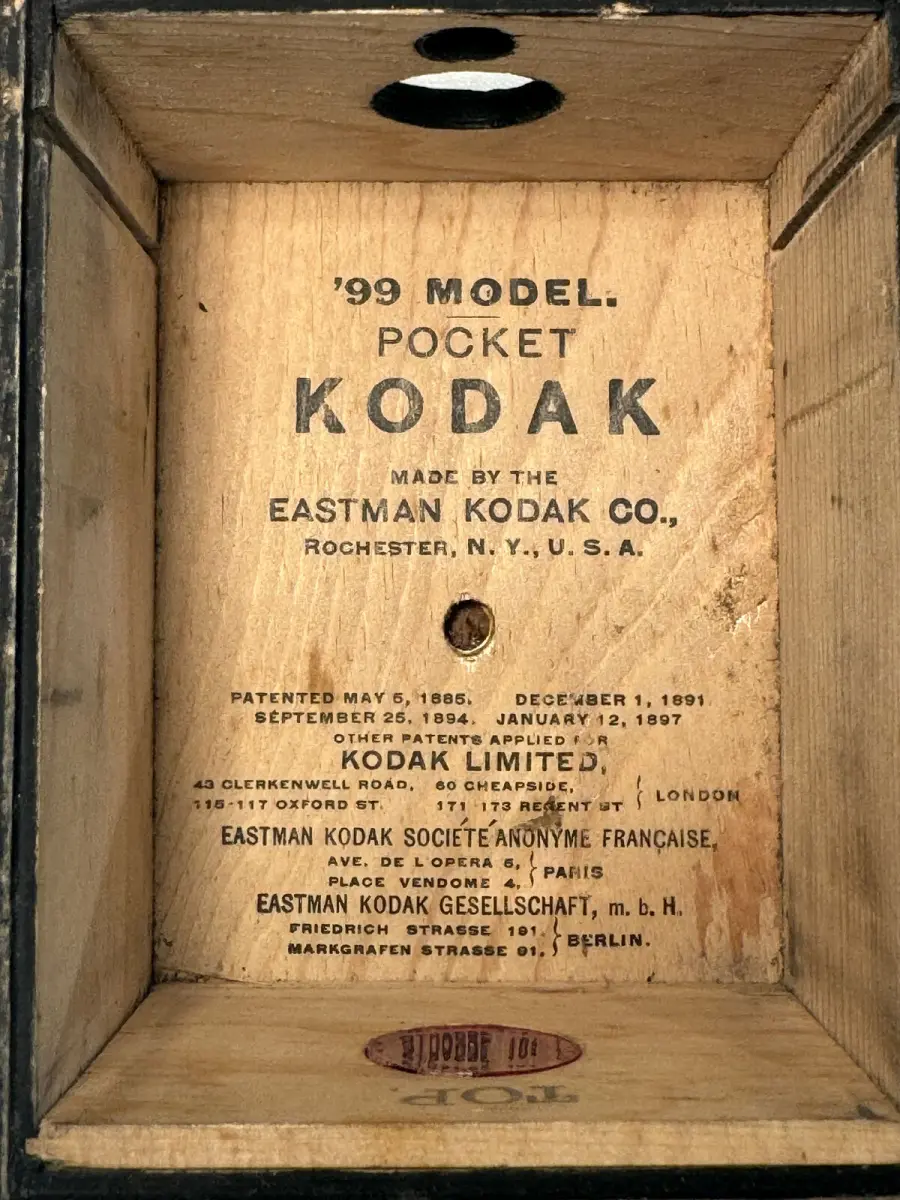 '99 MODEL.
POCKET
KODAK
MADE BY THE
EASTMAN KODAK CO.,
ROCHESTER, N. Y., U. S. A.
PATENTED MAY 5, 1885. DECEMBER 1, 1891
SEPTEMBER 25, 1894. JANUARY 12, 1897
OTHER PATENTS APPLIED FOR
KODAK LIMITED,
43 CLERKENWELL ROAD, 60 CHEAPSIDE,
115-117 OXFORD ST. 171-173 REGENT ST } LONDON
EASTMAN KODAK SOCIÉTÉ ANONYME FRANÇAISE,
AVE. DE L'OPERA 5,
PLACE VENDOME 4, } PARIS
EASTMAN KODAK GESELLSCHAFT, m. b. H.
FRIEDRICH STRASSE 191.
MARKGRAFEN STRASSE 91. } BERLIN.
TOP